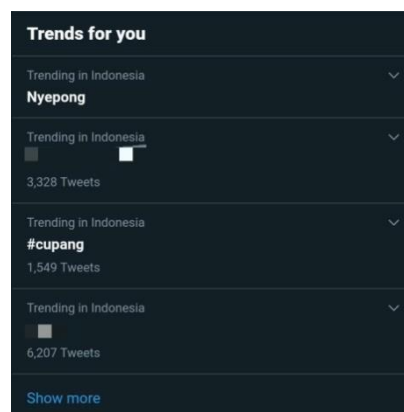 Trends for you
Trending in Indonesia
Nyepong
Trending in Indonesia
3,328 Tweets
Trending in Indonesia
#cupang
1,549 Tweets
Trending in Indonesia
6,207 Tweets
Show more